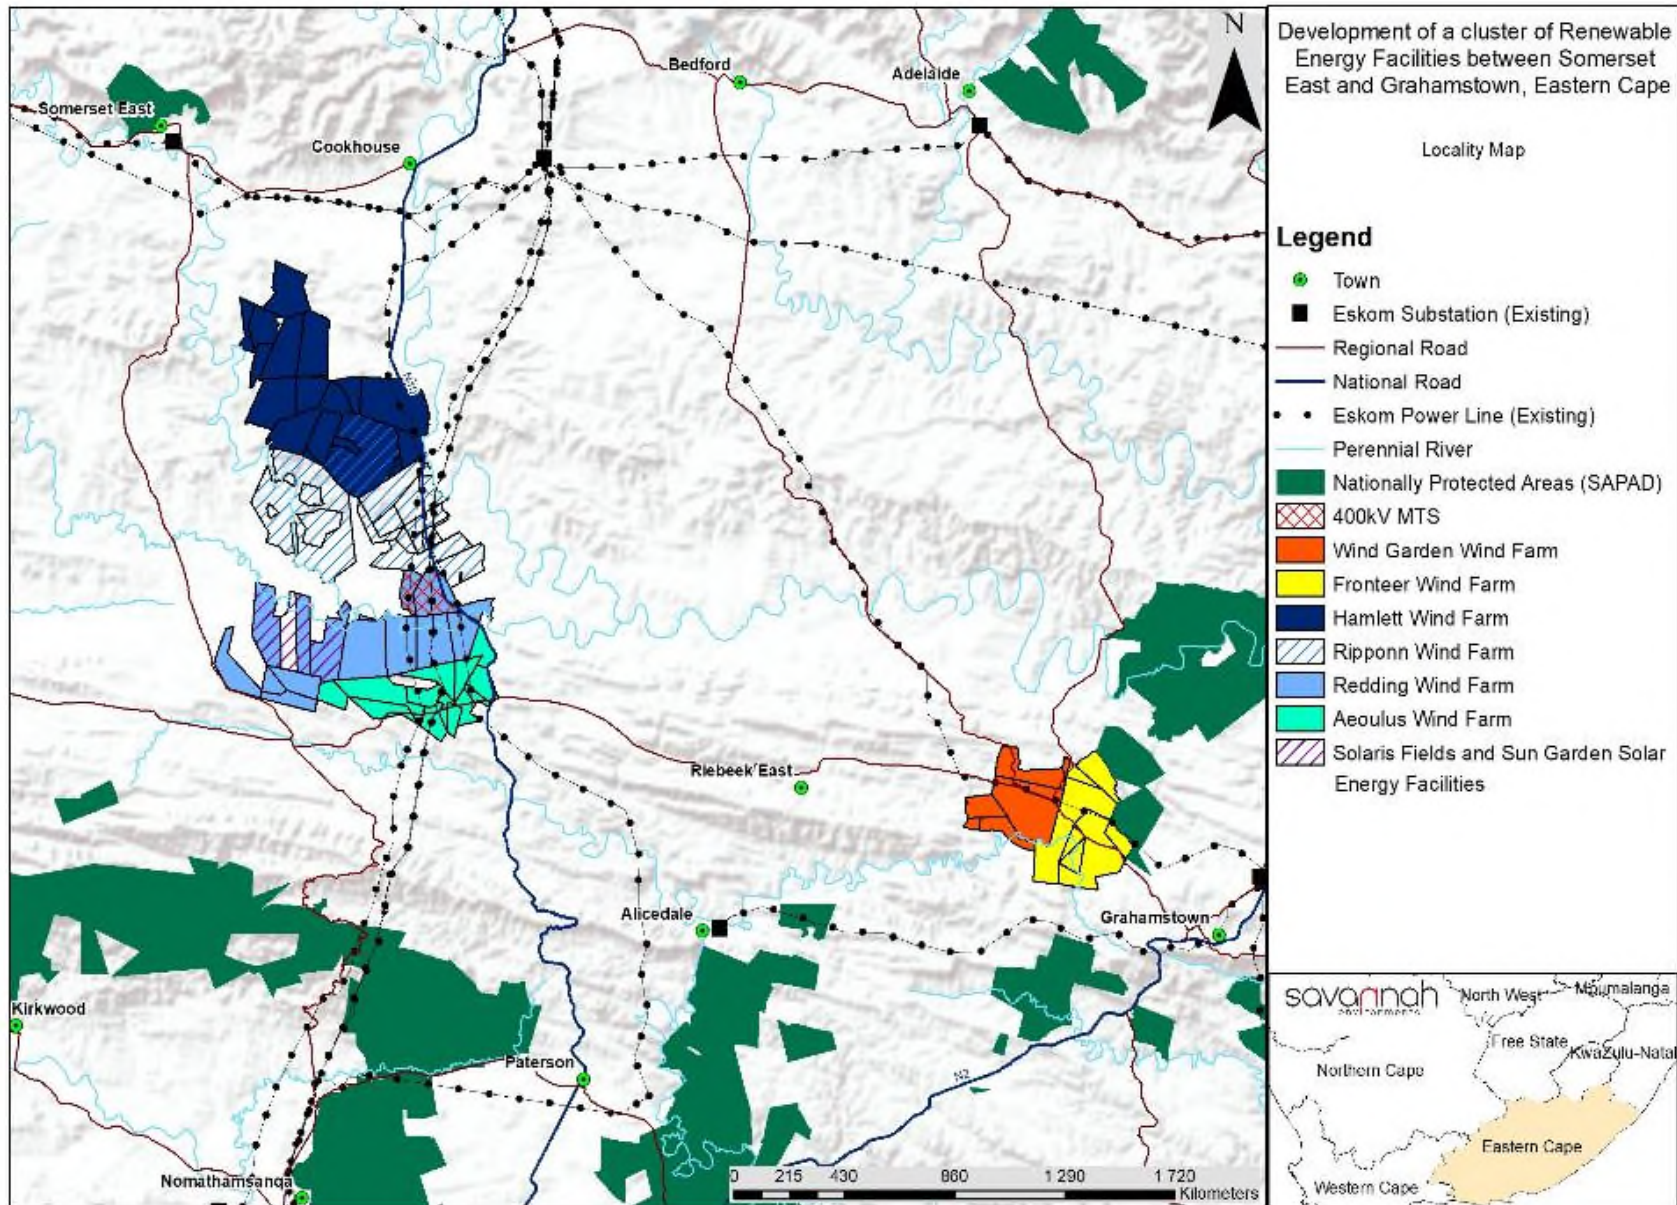 Bedford
Adelaide
N
Somerset East
Cookhouse
Riebeek East
Alicedale
Grahamstown
Kirkwood
Paterson
N2
Nomathamsanqa
0 215 430 860 1 290 1 720
Kilometers
Development of a cluster of Renewable
Energy Facilities between Somerset
East and Grahamstown, Eastern Cape
Locality Map
Legend
Town
Eskom Substation (Existing)
Regional Road
National Road
Eskom Power Line (Existing)
Perennial River
Nationally Protected Areas (SAPAD)
400kV MTS
Wind Garden Wind Farm
Fronteer Wind Farm
Hamlett Wind Farm
Ripponn Wind Farm
Redding Wind Farm
Aeoulus Wind Farm
Solaris Fields and Sun Garden Solar
Energy Facilities
savannah
environmental
North West
Mpumalanga
Free State
KwaZulu-Natal
Northern Cape
Eastern Cape
Western Cape